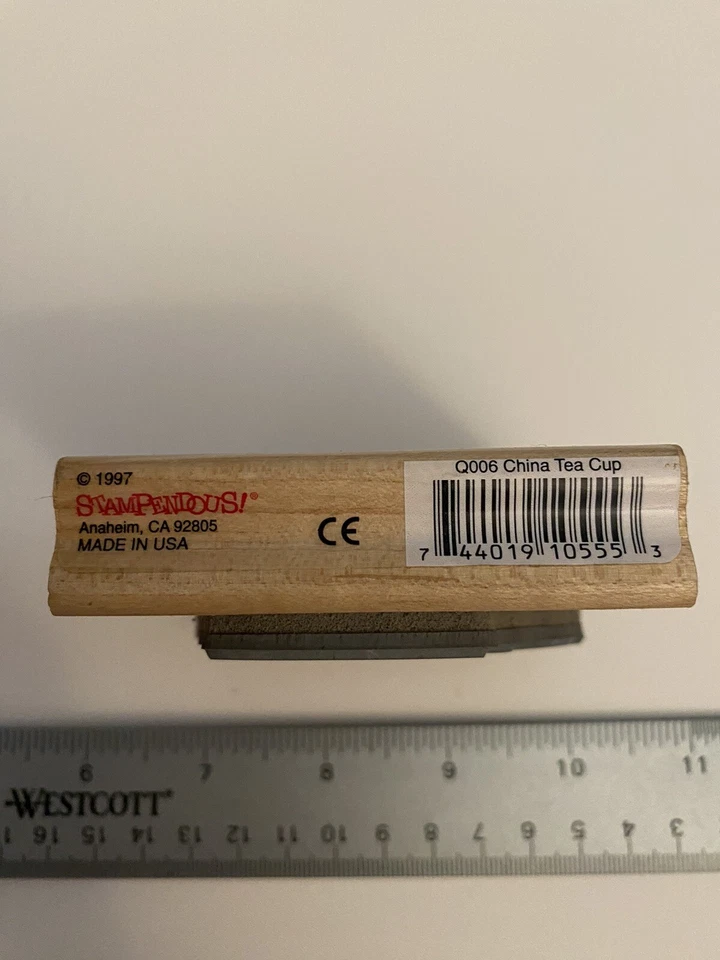 © 1997
STAMPENDOUS!®
Anaheim, CA 92805
MADE IN USA
CE
Q006 China Tea Cup
7 44019 10555 3
6 7 8 9 10 11
WESTCOTT®
16 15 14 13 12 11 10 9 8 7 6 5 4 3